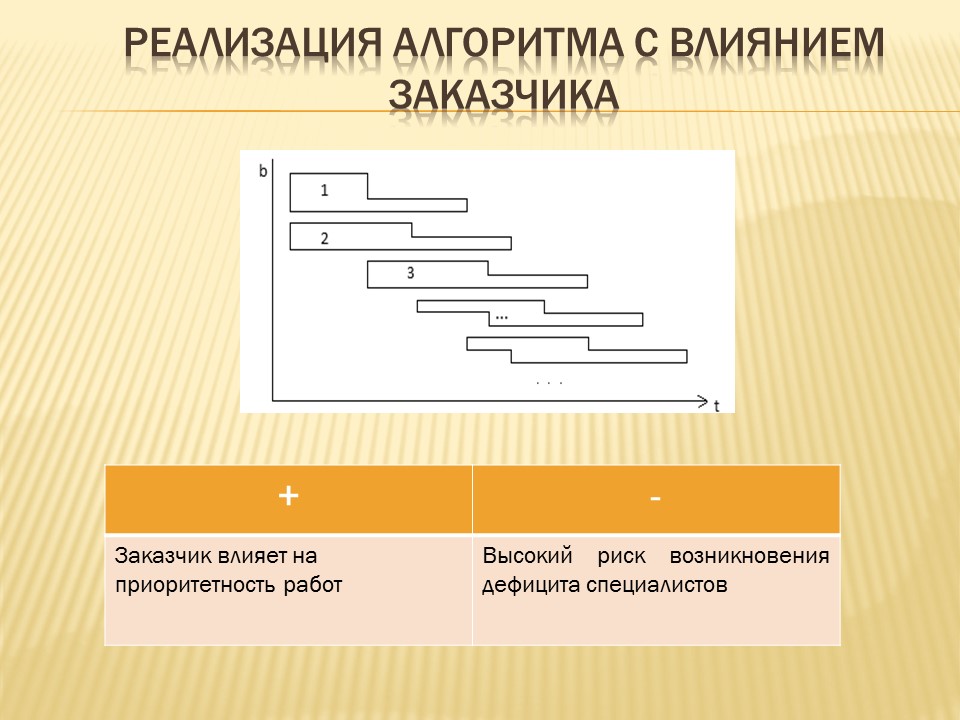 РЕАЛИЗАЦИЯ АЛГОРИТМА С ВЛИЯНИЕМ
ЗАКАЗЧИКА
b
1
2
3
...
. . .
t
+
-
Заказчик влияет на
приоритетность работ
Высокий риск возникновения
дефицита специалистов